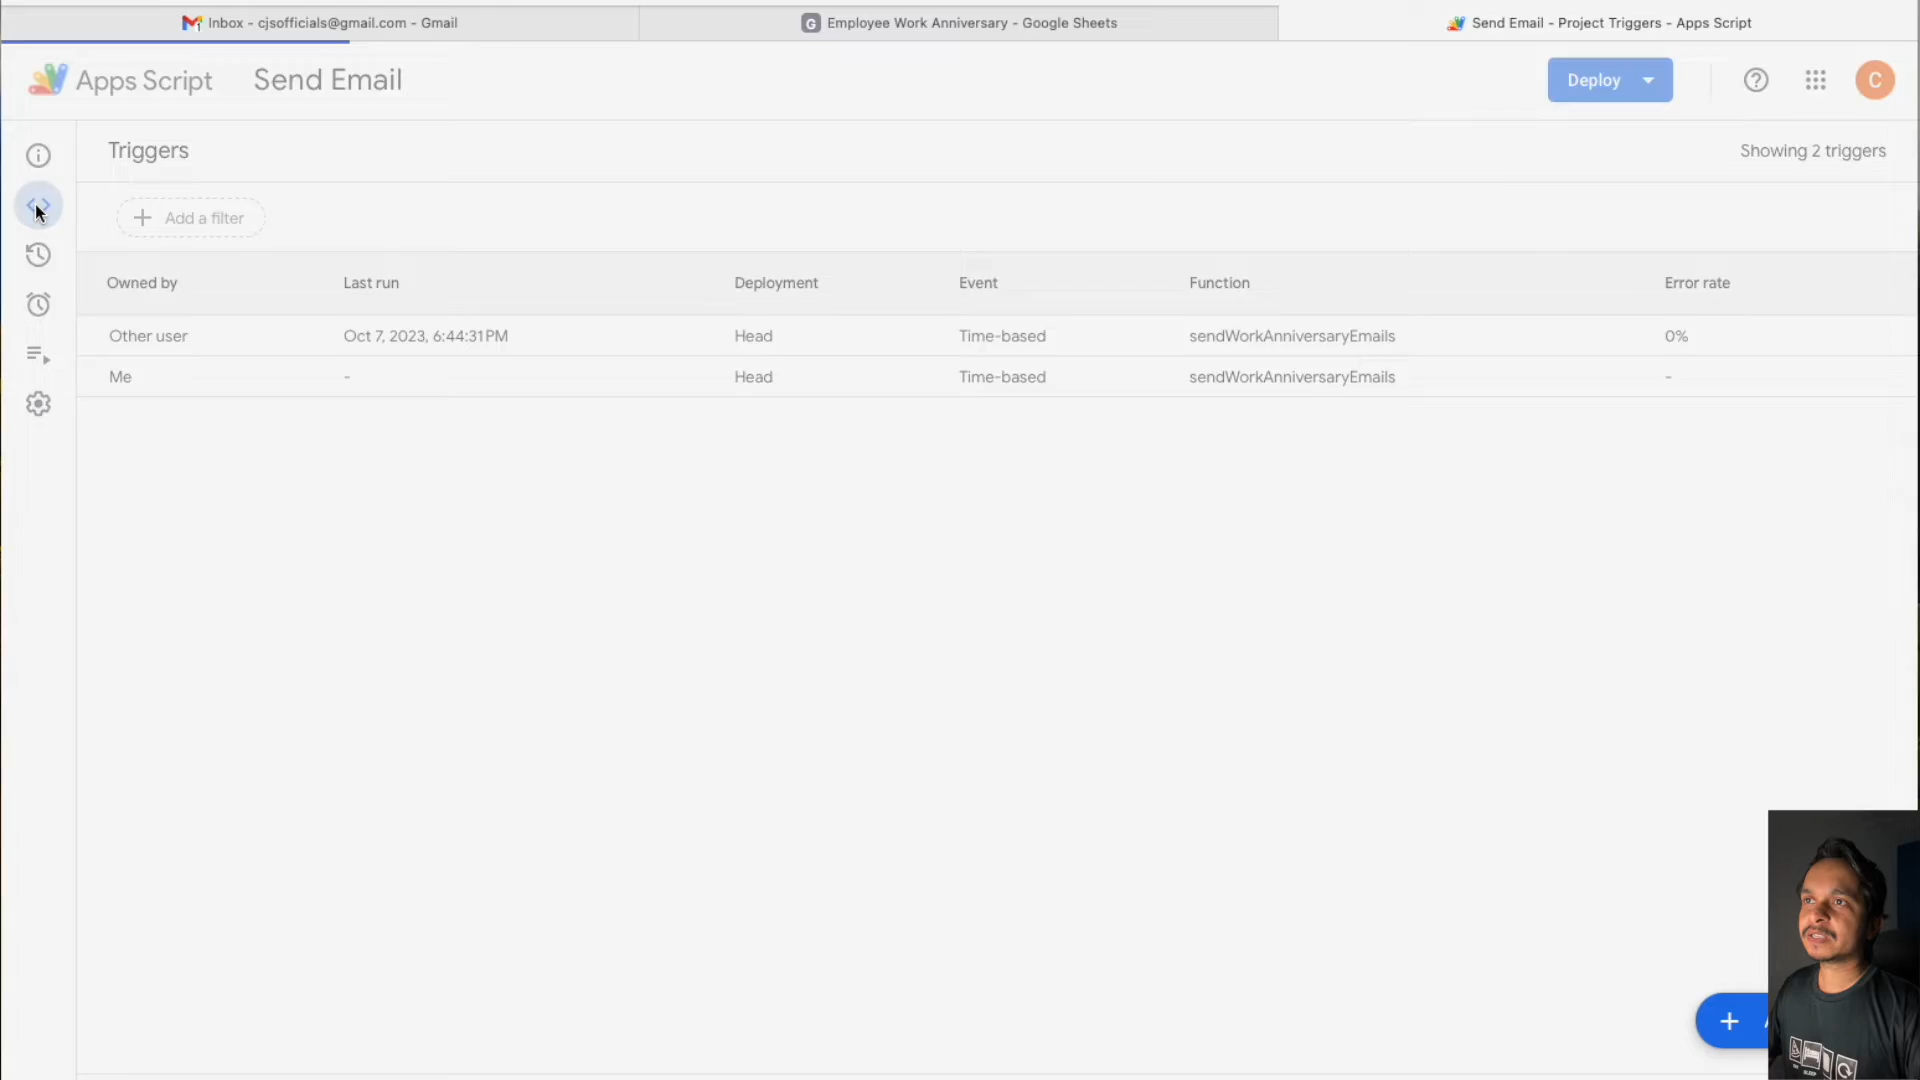 Inbox - cjsofficials@gmail.com - Gmail
Employee Work Anniversary - Google Sheets
Send Email - Project Triggers - Apps Script
Apps Script
Send Email
Deploy
C
Triggers
Showing 2 triggers
Add a filter
Owned by Last run Deployment Event Function Error rate
Other user Oct 7, 2023, 6:44:31 PM Head Time-based sendWorkAnniversaryEmails 0%
Me - Head Time-based sendWorkAnniversaryEmails -